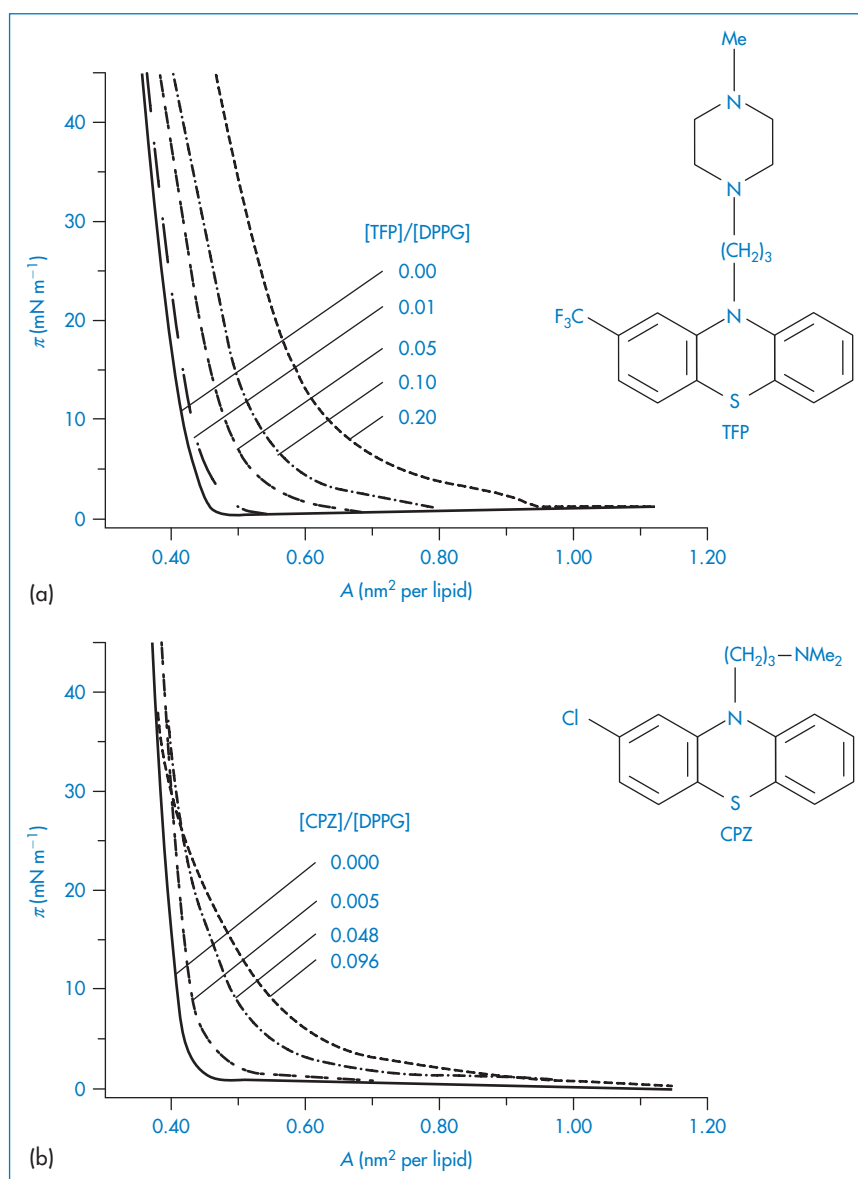 Me
N
N
(CH2)3
N
F3C
S
TFP
π (mN m−1)
40
30
20
10
0
[TFP]/[DPPG]
0.00
0.01
0.05
0.10
0.20
0.40 0.60 0.80 1.00 1.20
A (nm2 per lipid)
(a)
(CH2)3—NMe2
N
Cl
S
CPZ
π (mN m−1)
40
30
20
10
0
[CPZ]/[DPPG]
0.000
0.005
0.048
0.096
0.40 0.60 0.80 1.00 1.20
A (nm2 per lipid)
(b)